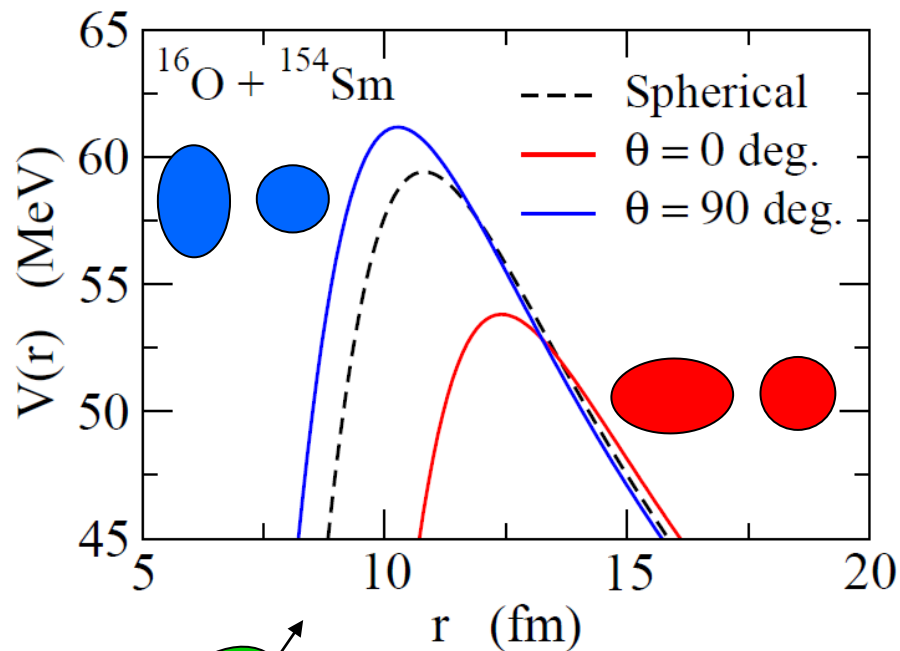 65
60
55
50
45
V(r) (MeV)
¹⁶O + ¹⁵⁴Sm
Spherical
θ = 0 deg.
θ = 90 deg.
5 10 15 20
r (fm)